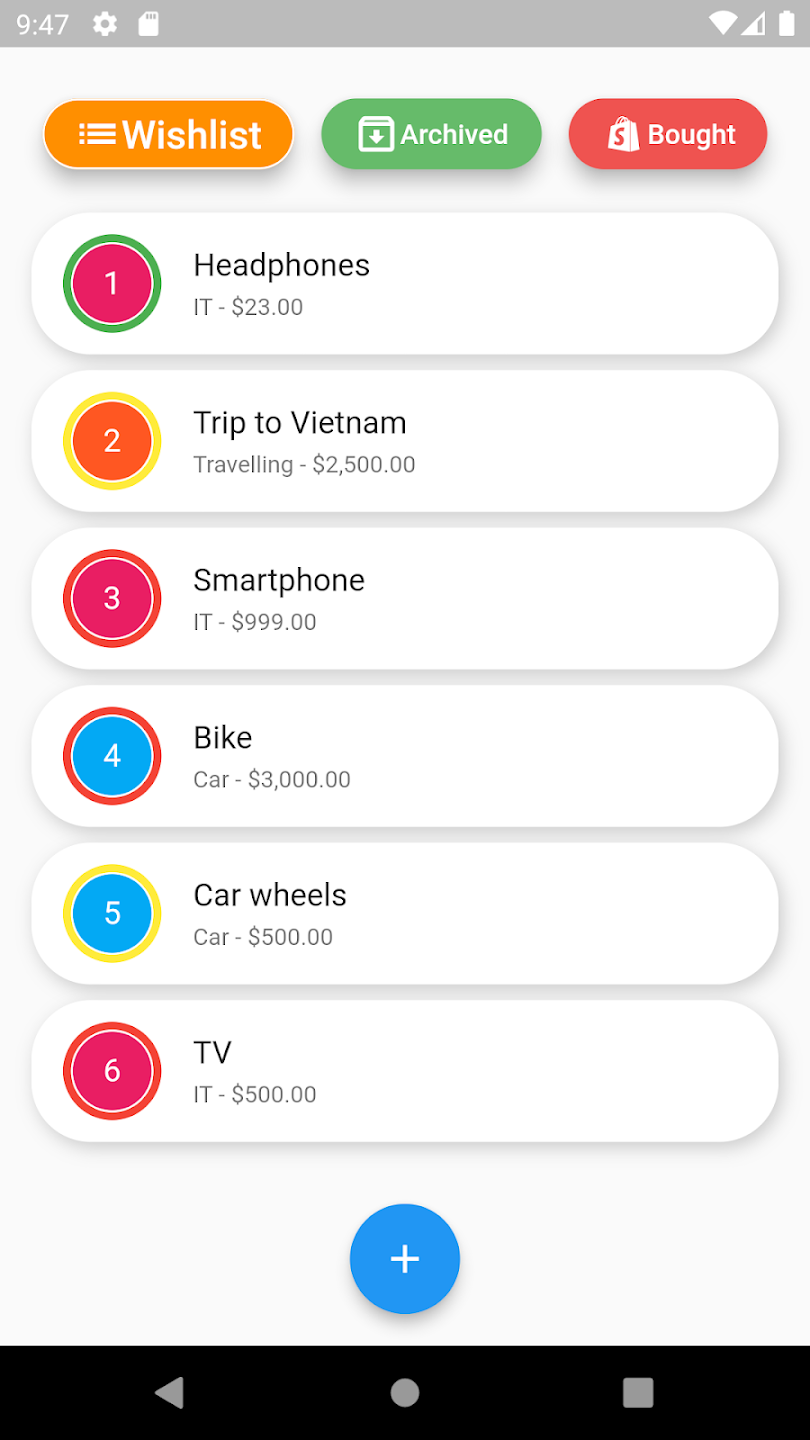 9:47
Wishlist Archived Bought
1 Headphones
IT - $23.00
2 Trip to Vietnam
Travelling - $2,500.00
3 Smartphone
IT - $999.00
4 Bike
Car - $3,000.00
5 Car wheels
Car - $500.00
6 TV
IT - $500.00
+